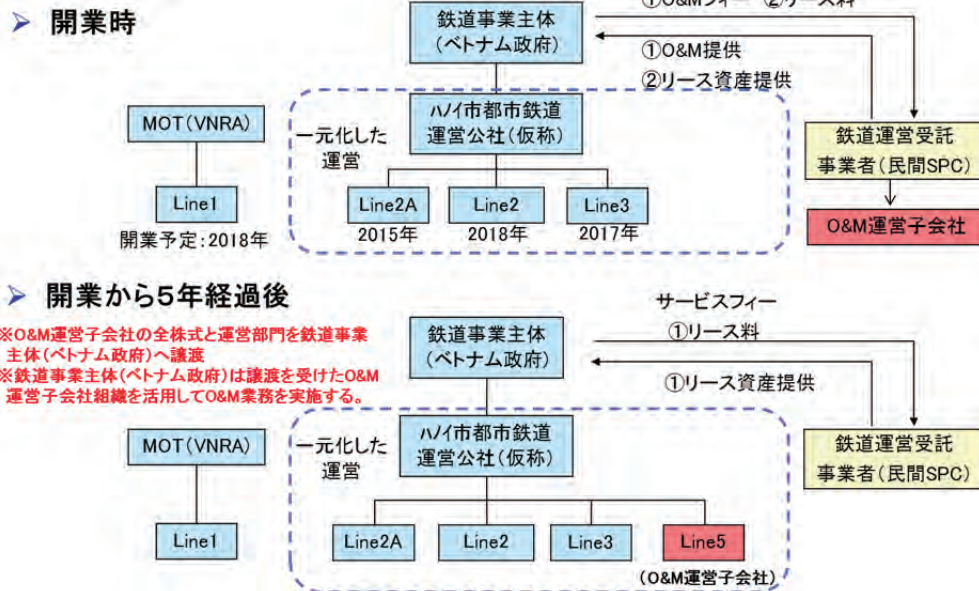 ➤ 開業時
①O&Mフィー ②リース料
鉄道事業主体
(ベトナム政府)
①O&M提供
②リース資産提供
MOT(VNRA)
Line1
開業予定:2018年
一元化した
運営
ハノイ市都市鉄道
運営公社(仮称)
Line2A
2015年
Line2
2018年
Line3
2017年
鉄道運営受託
事業者(民間SPC)
O&M運営子会社
➤ 開業から5年経過後
※O&M運営子会社の全株式と運営部門を鉄道事業
主体(ベトナム政府)へ譲渡
※鉄道事業主体(ベトナム政府)は譲渡を受けたO&M
運営子会社組織を活用してO&M業務を実施する。
鉄道事業主体
(ベトナム政府)
サービスフィー
①リース料
①リース資産提供
MOT(VNRA)
Line1
一元化した
運営
ハノイ市都市鉄道
運営公社(仮称)
Line2A
Line2
Line3
Line5
(O&M運営子会社)
鉄道運営受託
事業者(民間SPC)